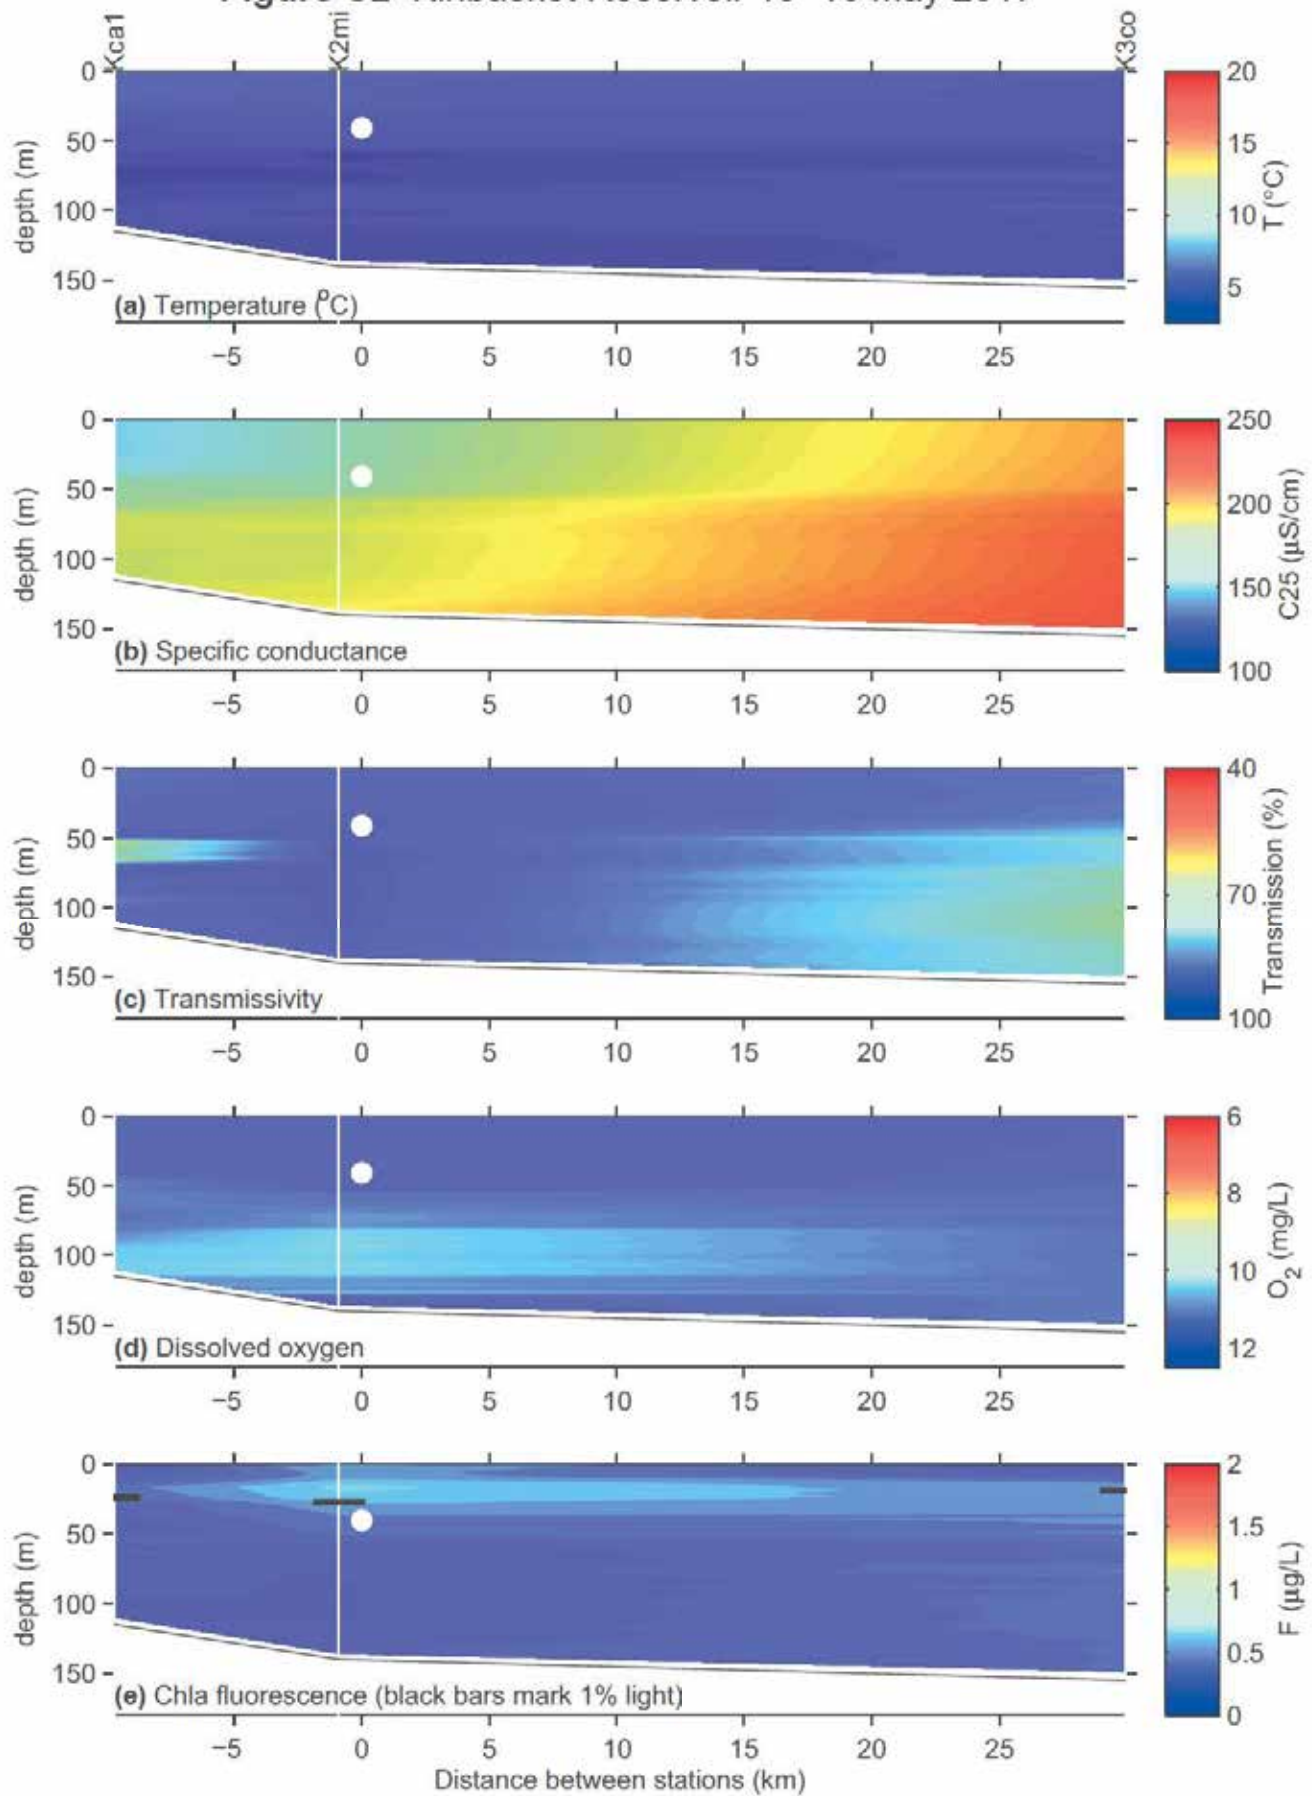 Kca1 K2mi K3co
0
50
100
150
depth (m)
(a) Temperature (⁰C)
−5 0 5 10 15 20 25
20
15
10
5
T (°C)
0
50
100
150
depth (m)
(b) Specific conductance
−5 0 5 10 15 20 25
250
200
150
100
C25 (µS/cm)
0
50
100
150
depth (m)
(c) Transmissivity
−5 0 5 10 15 20 25
40
70
100
Transmission (%)
0
50
100
150
depth (m)
(d) Dissolved oxygen
−5 0 5 10 15 20 25
6
8
10
12
O₂ (mg/L)
0
50
100
150
depth (m)
(e) Chla fluorescence (black bars mark 1% light)
−5 0 5 10 15 20 25
2
1.5
1
0.5
0
F (µg/L)
Distance between stations (km)